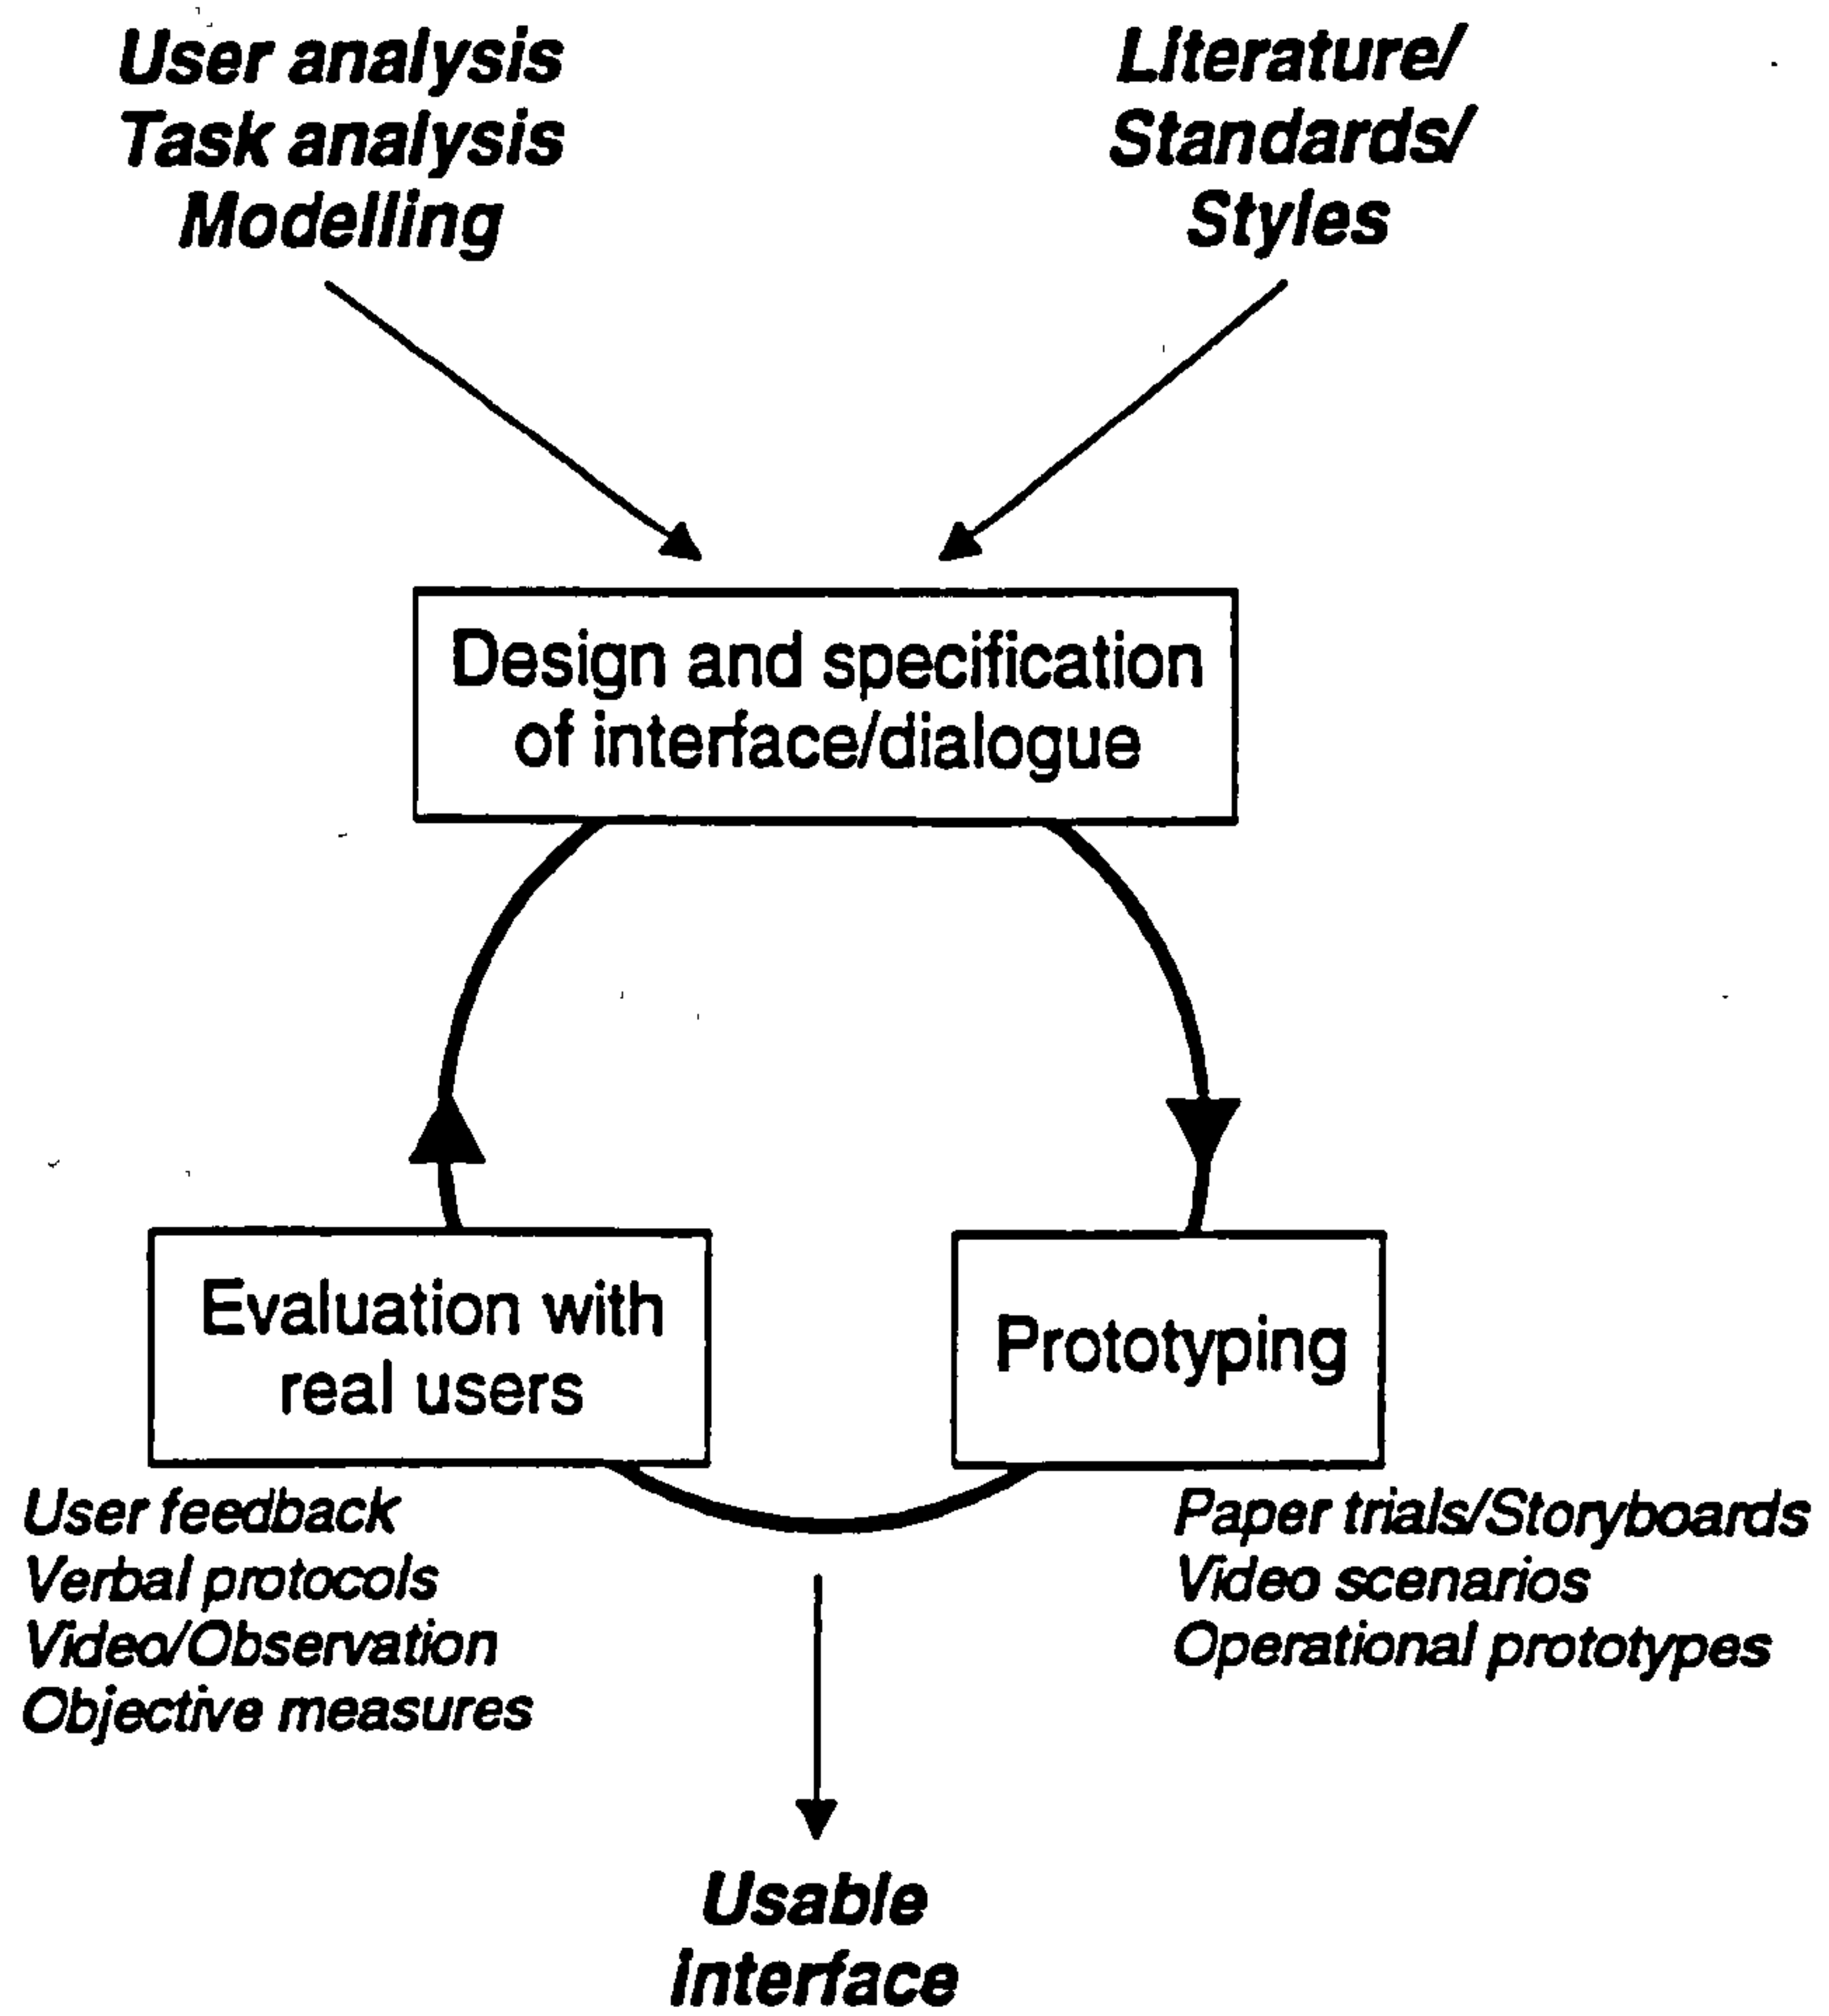 User analysis
Task analysis
Modelling
Literature/
Standards/
Styles
Design and specification
of interface/dialogue
Evaluation with
real users
Prototyping
User feedback
Verbal protocols
Video/Observation
Objective measures
Paper trials/Storyboards
Video scenarios
Operational prototypes
Usable
interface